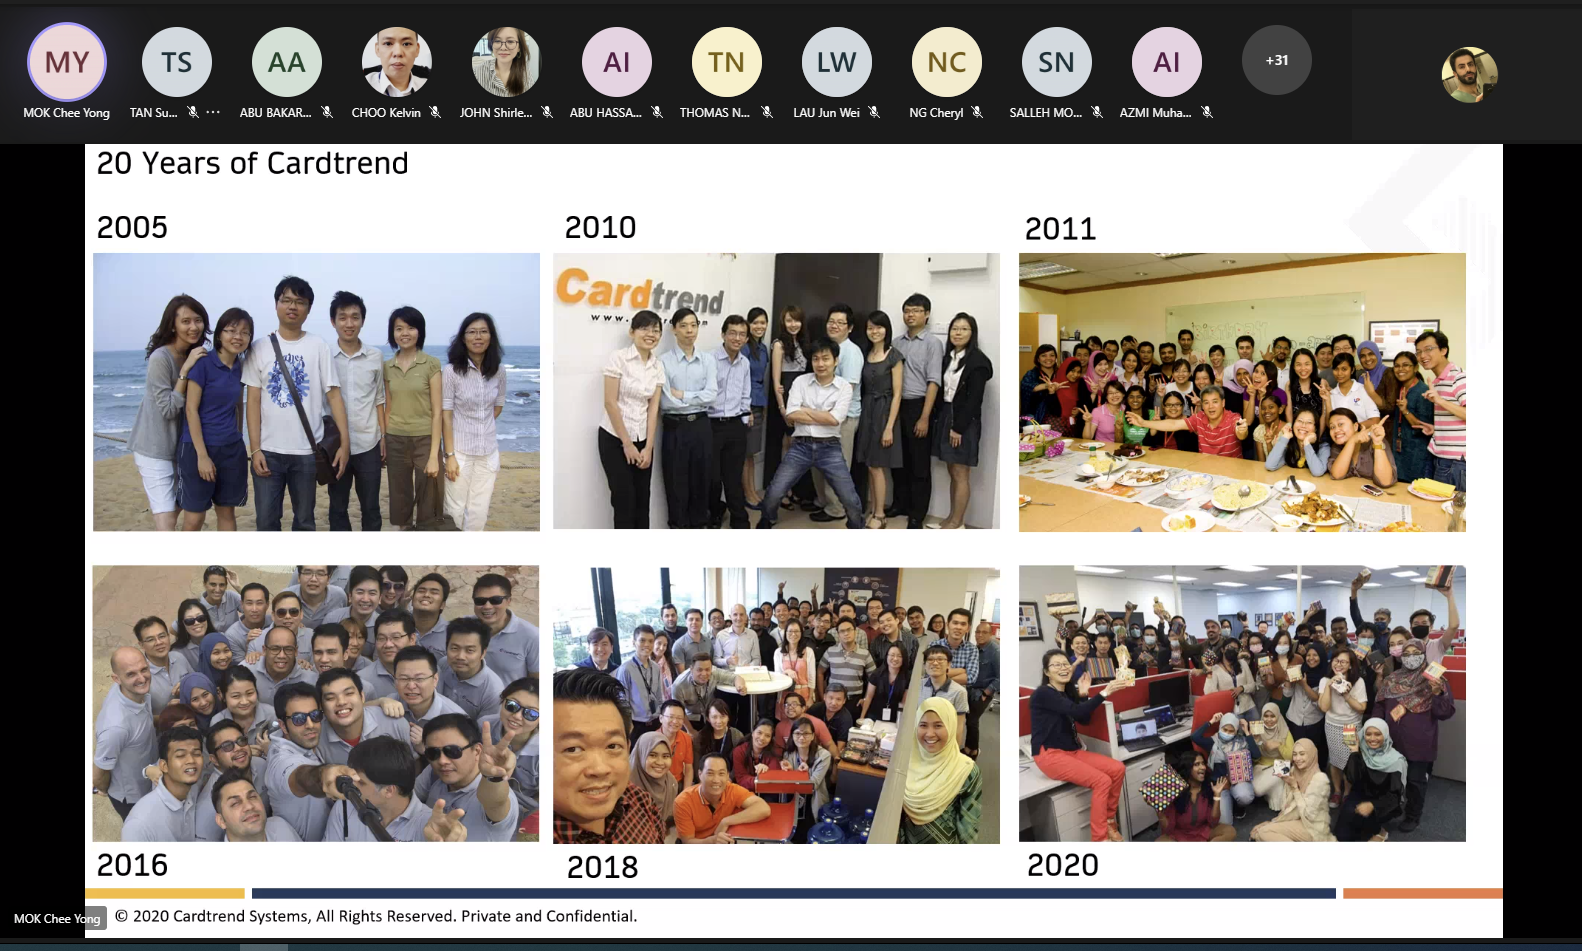 MY
TS
AA
AI
TN
LW
NC
SN
AI
+31
MOK Chee Yong
TAN Su...
ABU BAKAR...
CHOO Kelvin
JOHN Shirle...
ABU HASSA...
THOMAS N...
LAU Jun Wei
NG Cheryl
SALLEH MO...
AZMI Muha...
20 Years of Cardtrend
2005
2010
2011
Cardtrend
2016
2018
2020
MOK Chee Yong
© 2020 Cardtrend Systems, All Rights Reserved. Private and Confidential.